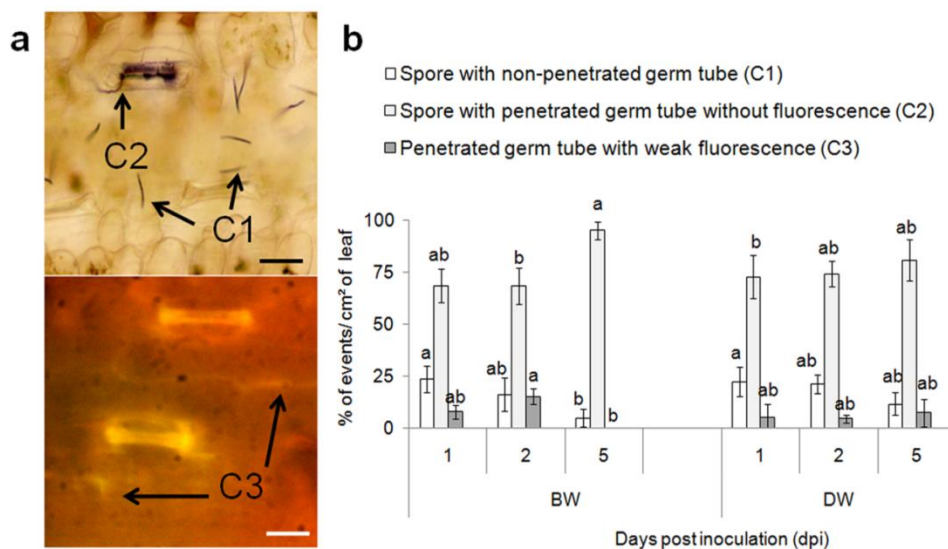 a
C2
C1
C3
b
Spore with non-penetrated germ tube (C1)
Spore with penetrated germ tube without fluorescence (C2)
Penetrated germ tube with weak fluorescence (C3)
% of events/ cm² of leaf
100
75
50
25
0
a ab ab
ab b a
b a b
a b ab
ab ab ab
ab ab ab
1 2 5 1 2 5
BW DW
Days post inoculation (dpi)